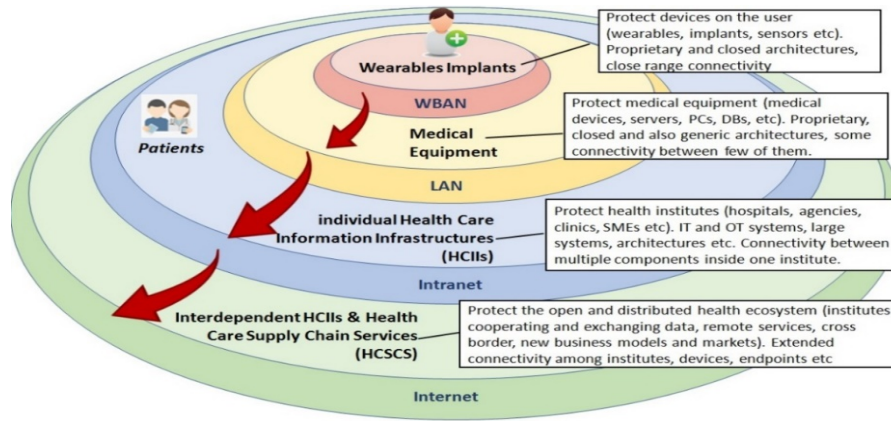 Protect devices on the user
(wearables, implants, sensors etc).
Proprietary and closed architectures,
close range connectivity
Wearables Implants
WBAN
Protect medical equipment (medical
devices, servers, PCs, DBs, etc). Proprietary,
closed and also generic architectures, some
connectivity between few of them.
Medical
Equipment
Patients
LAN
individual Health Care
Information Infrastructures
(HCIIs)
Protect health institutes (hospitals, agencies,
clinics, SMEs etc). IT and OT systems, large
systems, architectures etc. Connectivity between
multiple components inside one institute.
Intranet
Interdependent HCIIs & Health
Care Supply Chain Services
(HCSCS)
Protect the open and distributed health ecosystem (institutes
cooperating and exchanging data, remote services, cross
border, new business models and markets). Extended
connectivity among institutes, devices, endpoints etc
Internet